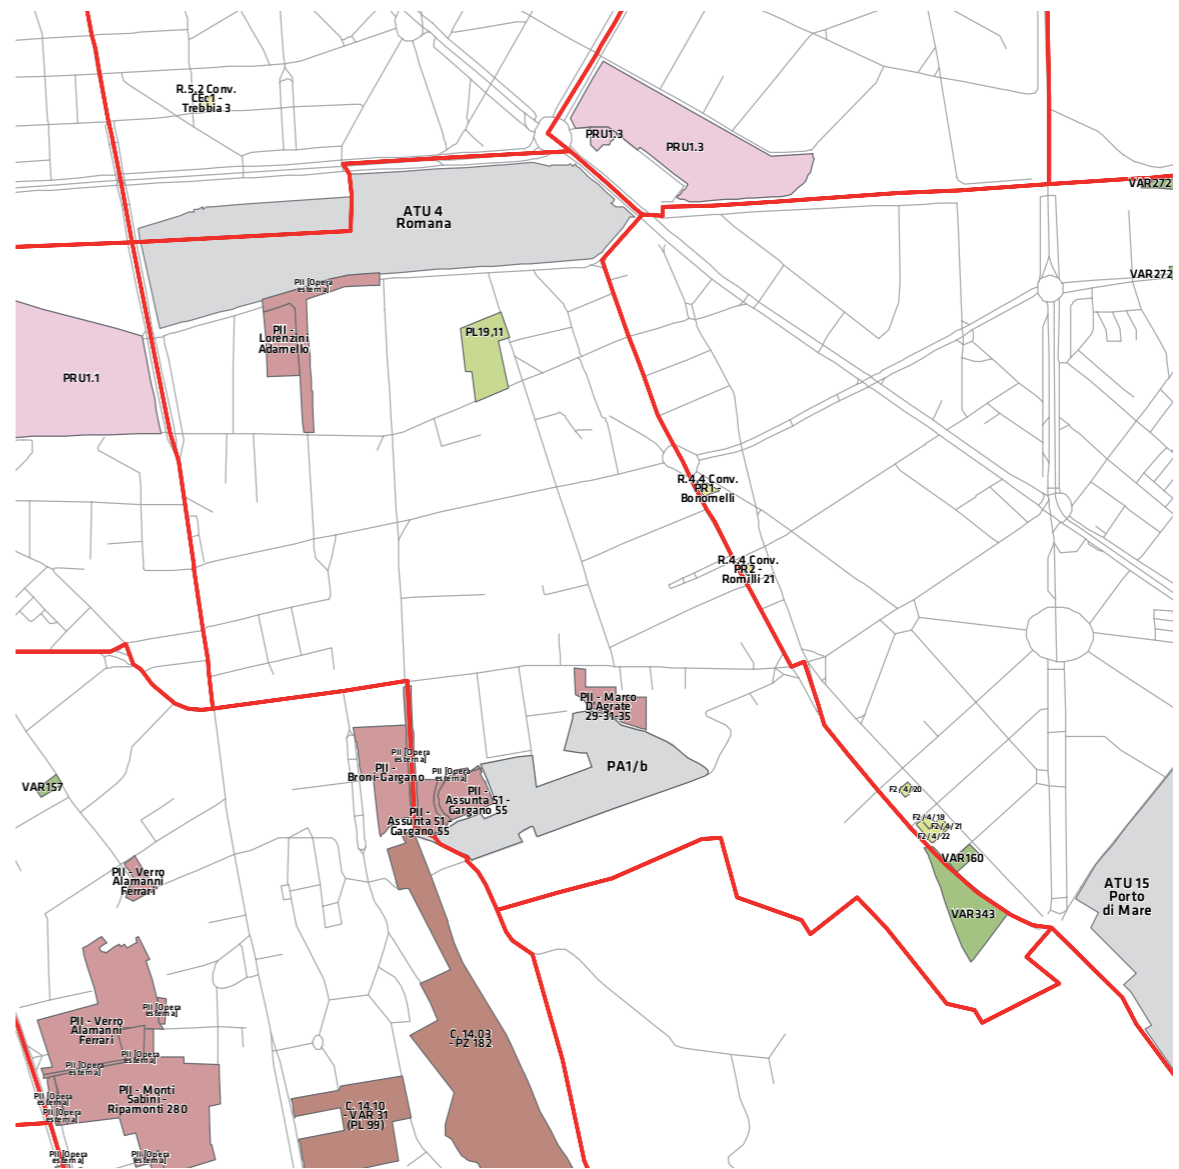 R.5.2 Conv.
CEc1 -
Trebbia 3
PRU1.3
PRU1.3
VAR272
ATU 4
Romana
VAR272
PII [Opera
esterna]
PII -
Lorenzini
Adamello
PL19,11
PRU1.1
R.4.4 Conv.
PR1 -
Bonomelli
R.4.4 Conv.
PR2 -
Romilli 21
PII - Marco
D'Agrate
29-31-35
PII [Opera
esterna]
PII -
Broni-Gargano
PII [Opera
esterna]
PA1/b
VAR157
PII -
Assunta 51 -
Gargano 55
PII -
Assunta 51 -
Gargano 55
F2/4/20
F2/4/19
F2/4/21
F2/4/22
VAR160
PII - Verro
Alamanni
Ferrari
ATU 15
Porto
di Mare
VAR343
PII [Opera
esterna]
PII - Verro
Alamanni
Ferrari
C. 14.03
- PZ 182
PII [Opera
esterna]
PII [Opera
esterna]
PII - Monti
Sabini -
Ripamonti 280
PII [Opera
esterna]
PII [Opera
esterna]
C. 14.10
- VAR 31
(PL 99)
PII [Opera
esterna]
PII [Opera
esterna]